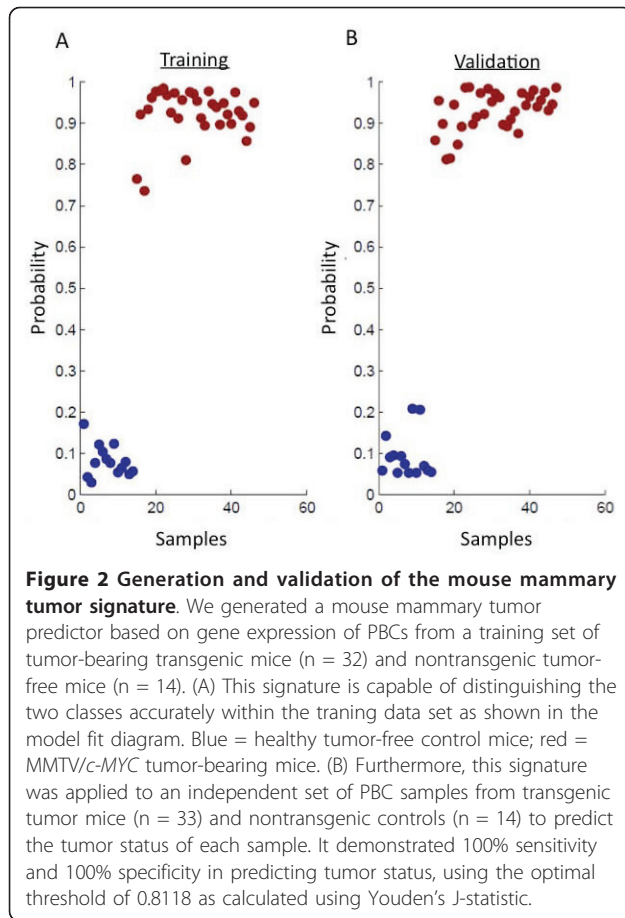 A
Training
1
0.9
0.8
0.7
0.6
0.5
0.4
0.3
0.2
0.1
0
Probability
0 20 40 60
Samples
B
Validation
1
0.9
0.8
0.7
0.6
0.5
0.4
0.3
0.2
0.1
0
Probability
0 20 40 60
Samples
Figure 2 Generation and validation of the mouse mammary
tumor signature. We generated a mouse mammary tumor
predictor based on gene expression of PBCs from a training set of
tumor-bearing transgenic mice (n = 32) and nontransgenic tumor-
free mice (n = 14). (A) This signature is capable of distinguishing the
two classes accurately within the traning data set as shown in the
model fit diagram. Blue = healthy tumor-free control mice; red =
MMTV/c-MYC tumor-bearing mice. (B) Furthermore, this signature
was applied to an independent set of PBC samples from transgenic
tumor mice (n = 33) and nontransgenic controls (n = 14) to predict
the tumor status of each sample. It demonstrated 100% sensitivity
and 100% specificity in predicting tumor status, using the optimal
threshold of 0.8118 as calculated using Youden's J-statistic.